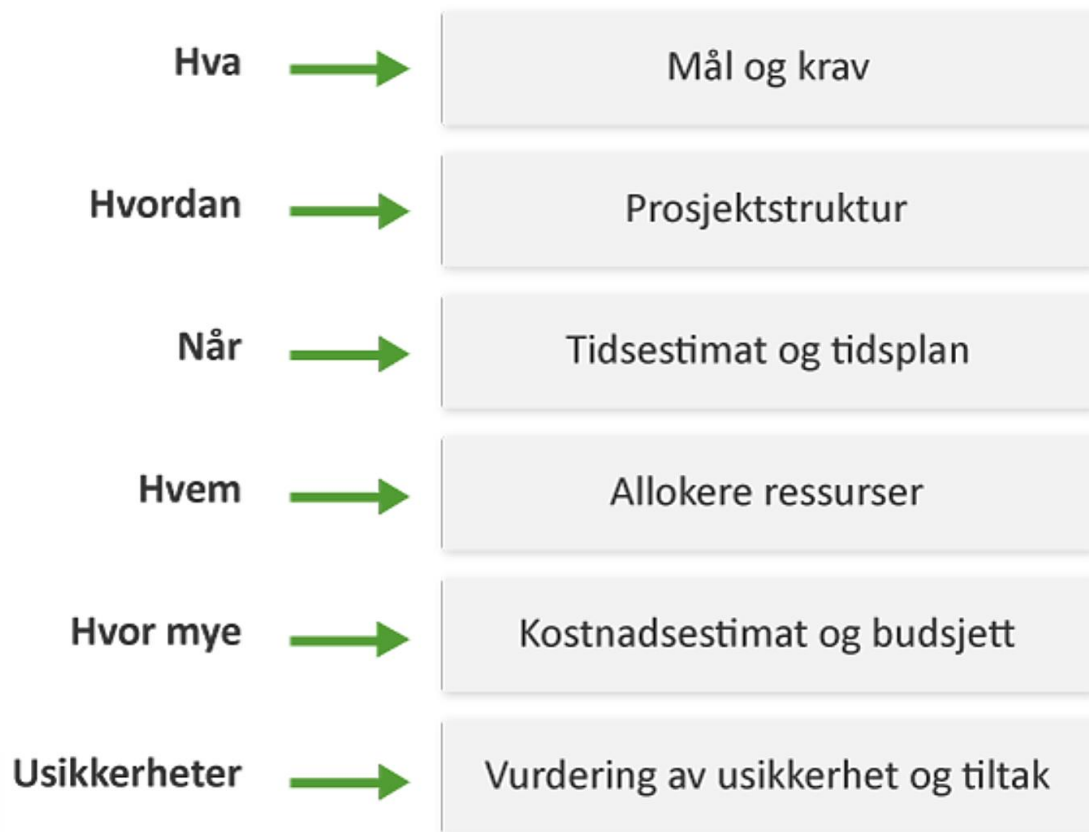 Hva
Mål og krav
Hvordan
Prosjektstruktur
Når
Tidsestimat og tidsplan
Hvem
Allokere ressurser
Hvor mye
Kostnadsestimat og budsjett
Usikkerheter
Vurdering av usikkerhet og tiltak